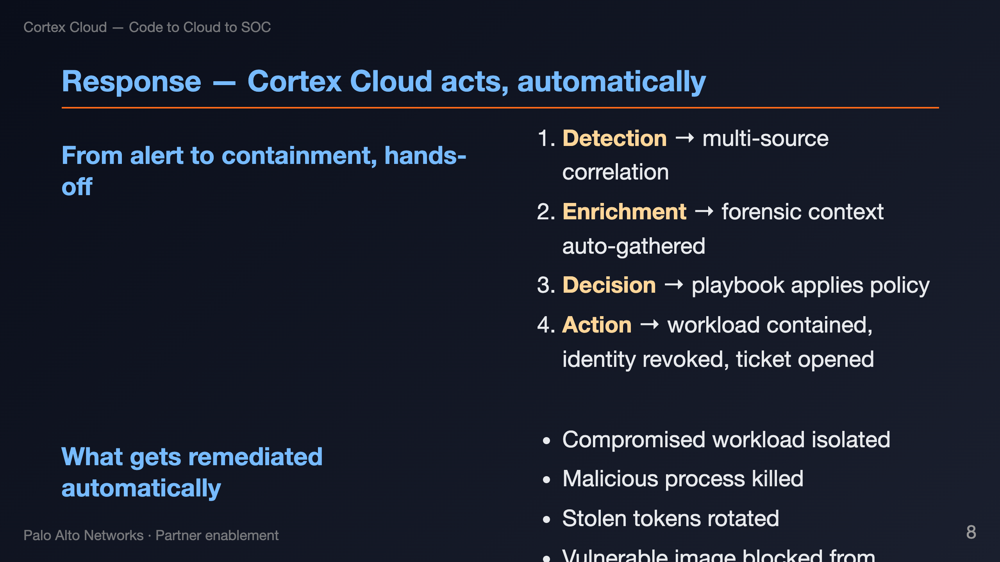 Cortex Cloud — Code to Cloud to SOC
Response — Cortex Cloud acts, automatically
From alert to containment, hands-
off
1. Detection → multi-source
correlation
2. Enrichment → forensic context
auto-gathered
3. Decision → playbook applies policy
4. Action → workload contained,
identity revoked, ticket opened
What gets remediated
automatically
• Compromised workload isolated
• Malicious process killed
• Stolen tokens rotated
• Vulnerable image blocked from
Palo Alto Networks · Partner enablement
8